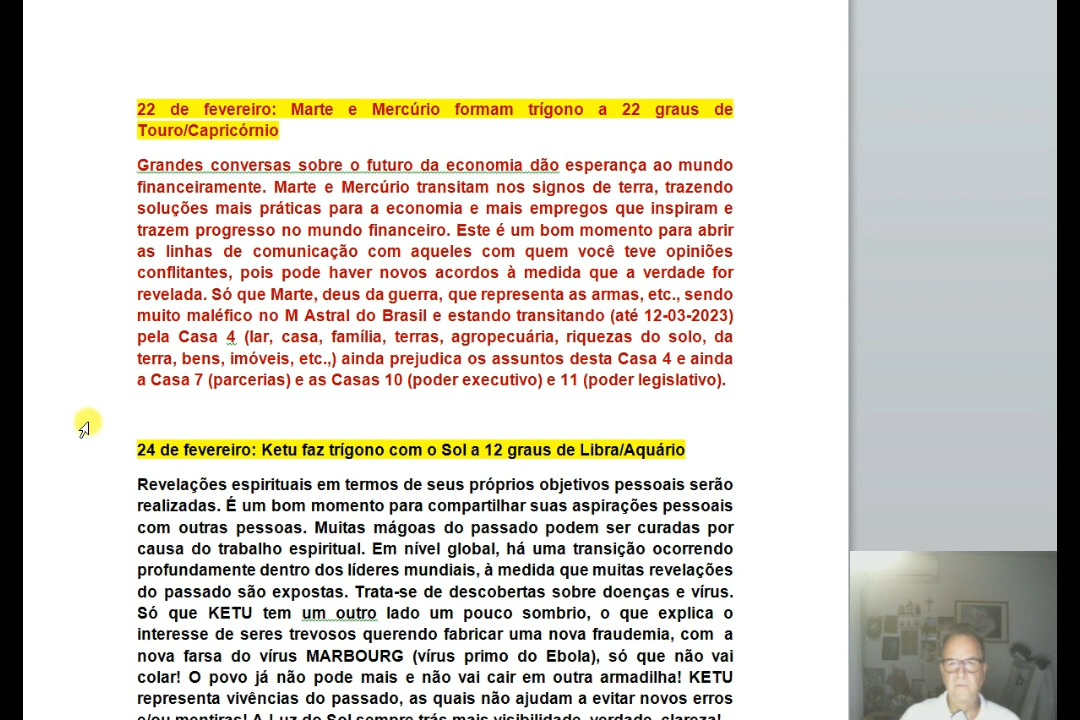 22 de fevereiro: Marte e Mercúrio formam trígono a 22 graus de
Touro/Capricórnio
Grandes conversas sobre o futuro da economia dão esperança ao mundo
financeiramente. Marte e Mercúrio transitam nos signos de terra, trazendo
soluções mais práticas para a economia e mais empregos que inspiram e
trazem progresso no mundo financeiro. Este é um bom momento para abrir
as linhas de comunicação com aqueles com quem você teve opiniões
conflitantes, pois pode haver novos acordos à medida que a verdade for
revelada. Só que Marte, deus da guerra, que representa as armas, etc., sendo
muito maléfico no M Astral do Brasil e estando transitando (até 12-03-2023)
pela Casa 4 (lar, casa, família, terras, agropecuária, riquezas do solo, da
terra, bens, imóveis, etc.,) ainda prejudica os assuntos desta Casa 4 e ainda
a Casa 7 (parcerias) e as Casas 10 (poder executivo) e 11 (poder legislativo).
24 de fevereiro: Ketu faz trígono com o Sol a 12 graus de Libra/Aquário
Revelações espirituais em termos de seus próprios objetivos pessoais serão
realizadas. É um bom momento para compartilhar suas aspirações pessoais
com outras pessoas. Muitas mágoas do passado podem ser curadas por
causa do trabalho espiritual. Em nível global, há uma transição ocorrendo
profundamente dentro dos líderes mundiais, à medida que muitas revelações
do passado são expostas. Trata-se de descobertas sobre doenças e vírus.
Só que KETU tem um outro lado um pouco sombrio, o que explica o
interesse de seres trevosos querendo fabricar uma nova fraudemia, com a
nova farsa do vírus MARBOURG (vírus primo do Ebola), só que não vai
colar! O povo já não pode mais e não vai cair em outra armadilha! KETU
representa vivências do passado, as quais não ajudam a evitar novos erros
e/ou mentiras! A Luz do Sol sempre trás mais visibilidade, verdade, clareza!